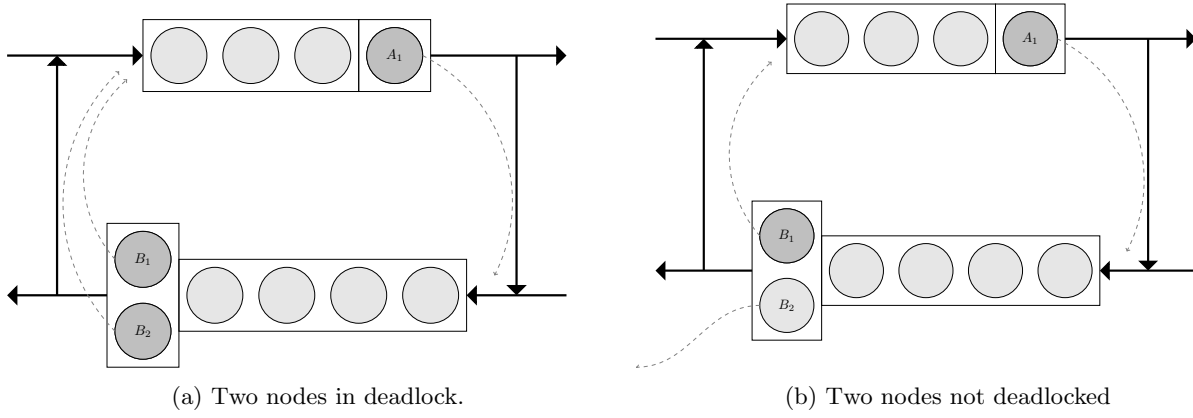 A1
A1
B1
B1
B2
B2
(a) Two nodes in deadlock.
(b) Two nodes not deadlocked